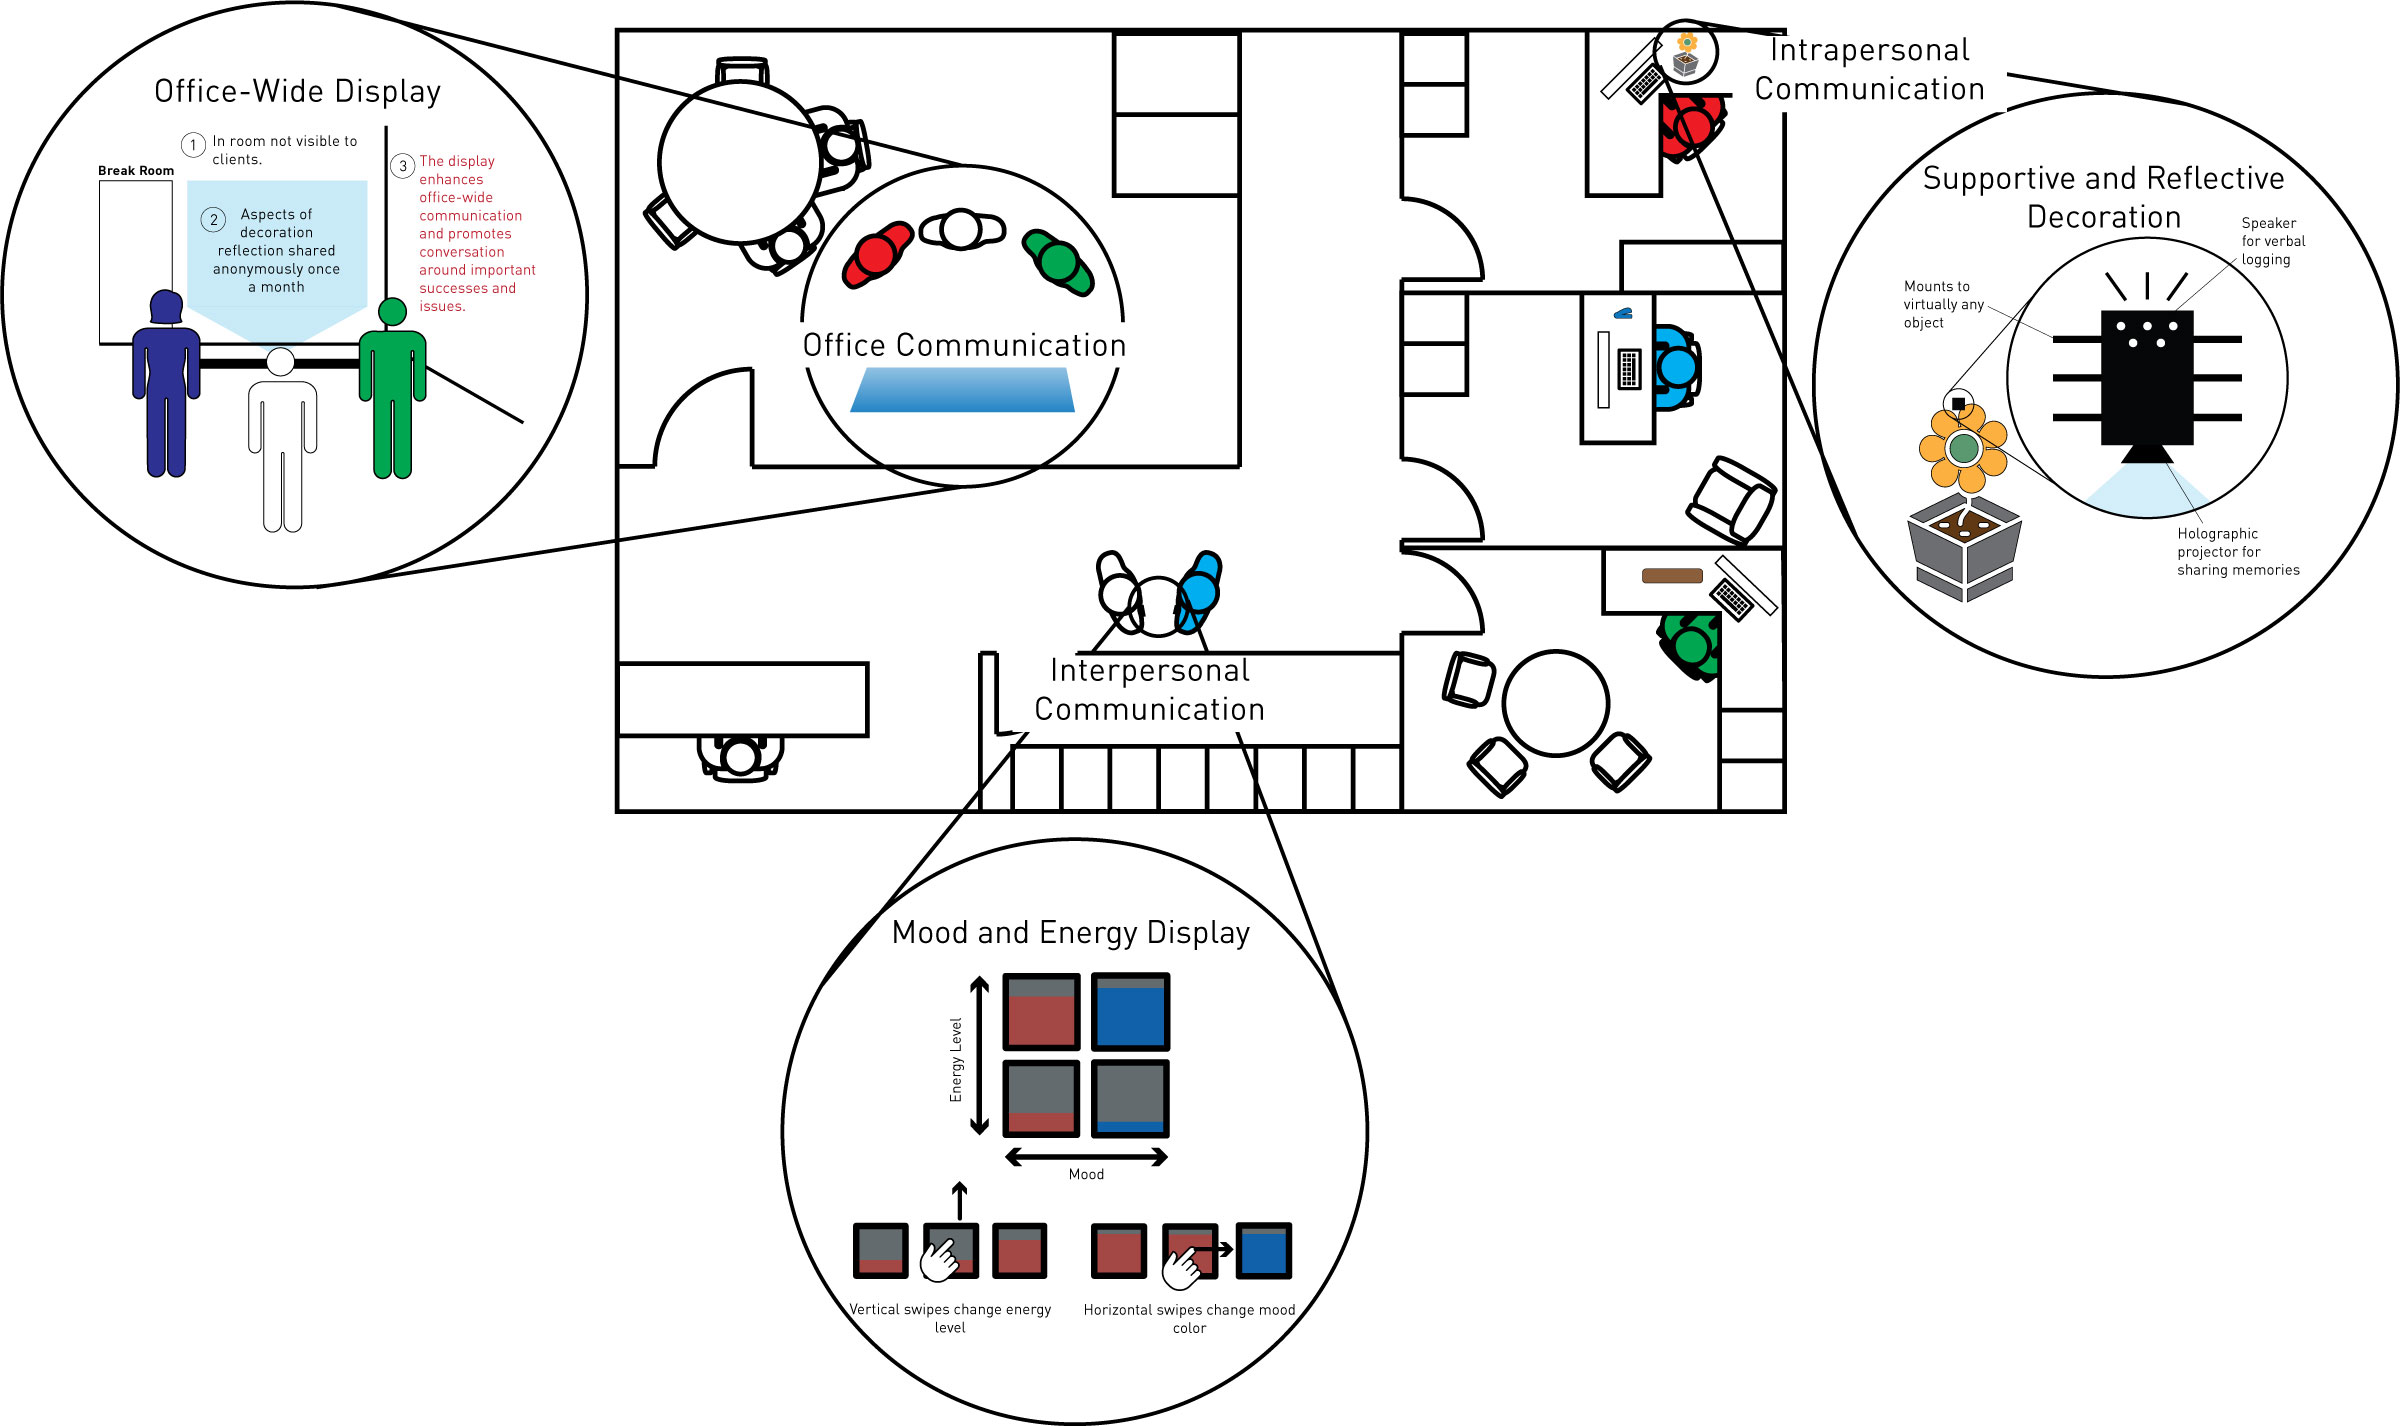 Office-Wide Display
1
In room not visible to
clients.
Break Room
2
Aspects of
decoration
reflection shared
anonymously once
a month
3
The display
enhances
office-wide
communication
and promotes
conversation
around important
successes and
issues.
Office Communication
Intrapersonal
Communication
Supportive and Reflective
Decoration
Speaker
for verbal
logging
Mounts to
virtually any
object
Holographic
projector for
sharing memories
Interpersonal
Communication
Mood and Energy Display
Energy Level
Mood
Vertical swipes change energy
level
Horizontal swipes change mood
color